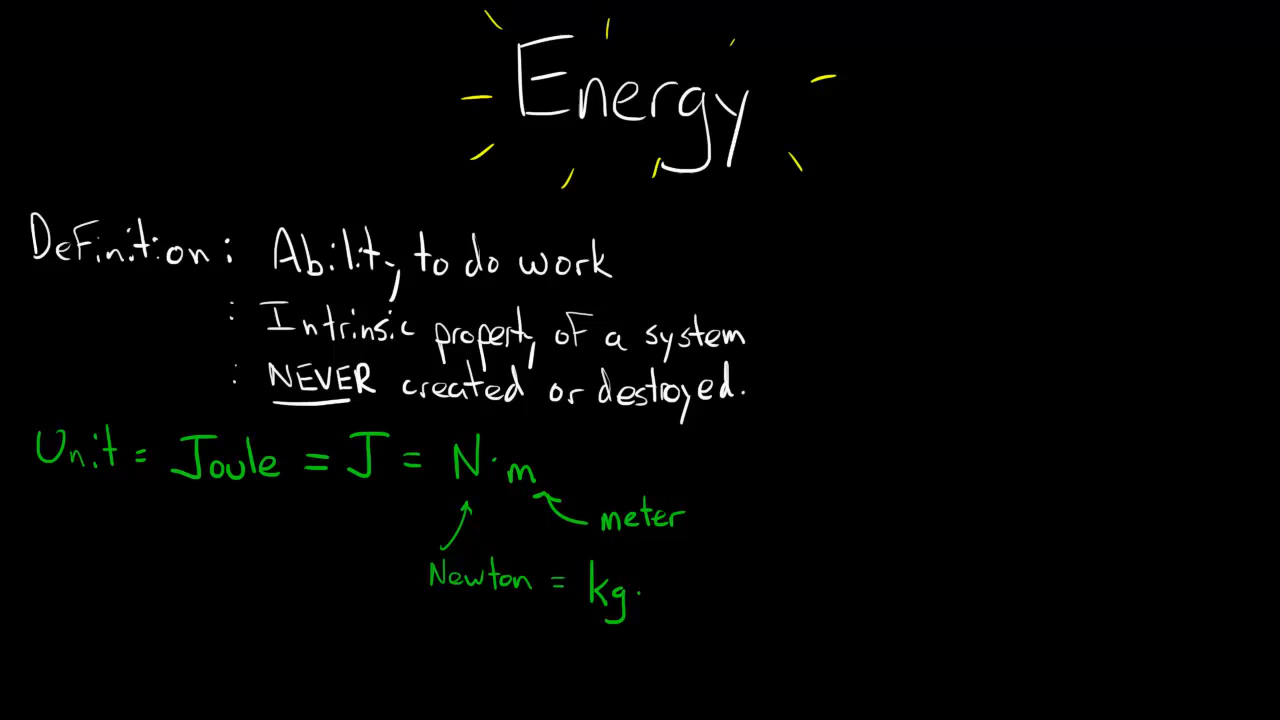 Energy
Definition: Ability to do work
: Intrinsic property of a system
: NEVER created or destroyed.
Unit = Joule = J = N·m
meter
Newton = kg·